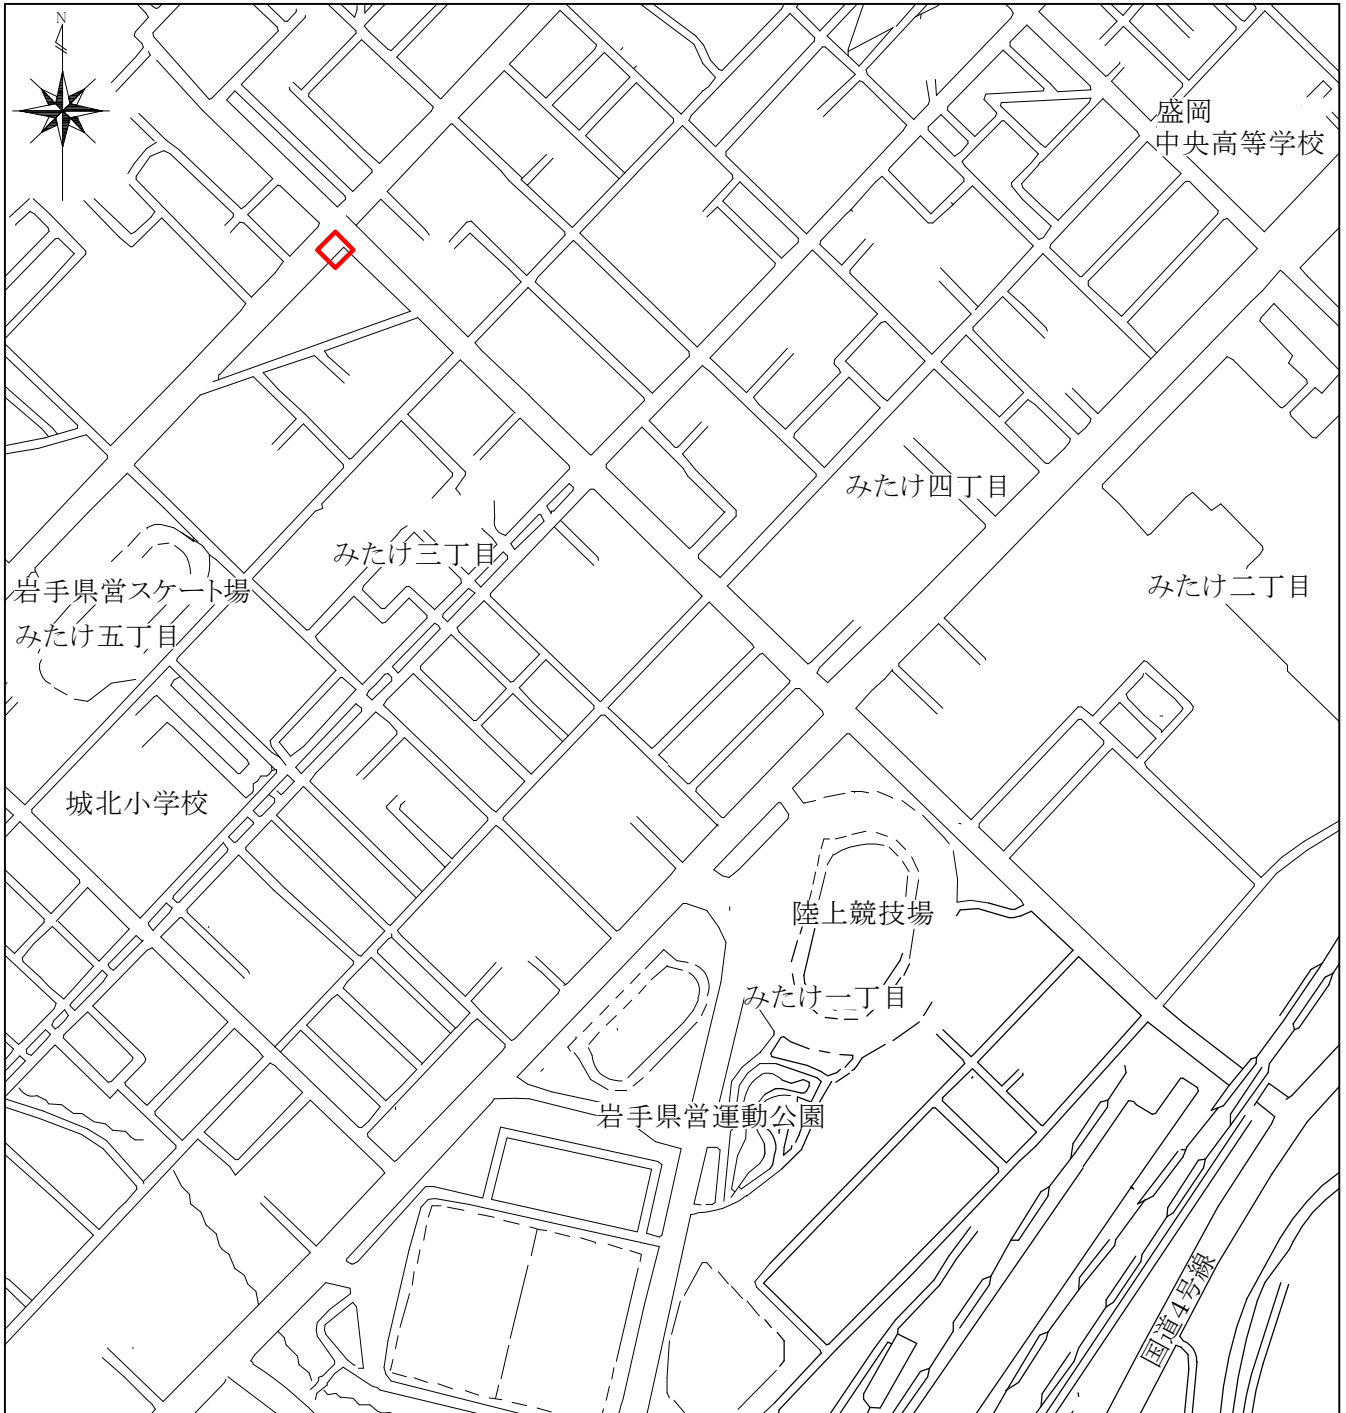 N
盛岡
中央高等学校
みたけ四丁目
みたけ三丁目
みたけ二丁目
岩手県営スケート場
みたけ五丁目
城北小学校
陸上競技場
みたけ一丁目
岩手県営運動公園
国道4号線